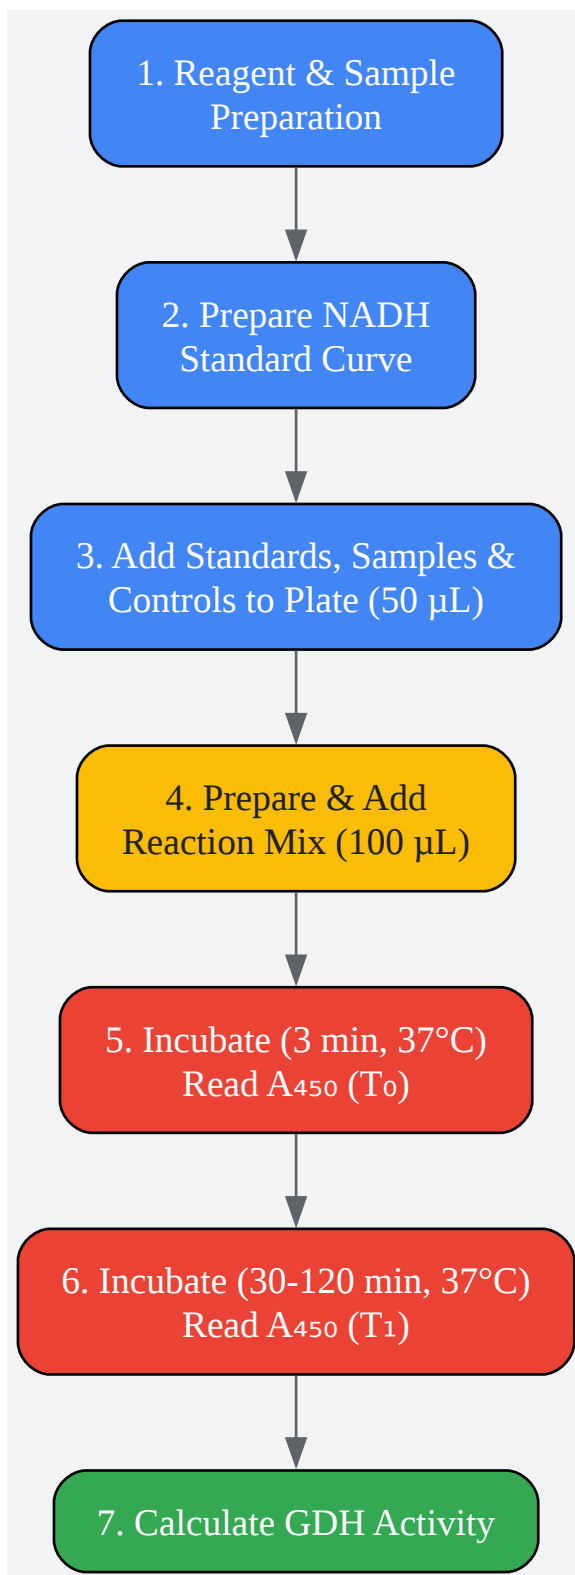 1. Reagent & Sample
Preparation
2. Prepare NADH
Standard Curve
3. Add Standards, Samples &
Controls to Plate (50 µL)
4. Prepare & Add
Reaction Mix (100 µL)
5. Incubate (3 min, 37°C)
Read A₄₅₀ (T₀)
6. Incubate (30-120 min, 37°C)
Read A₄₅₀ (T₁)
7. Calculate GDH Activity